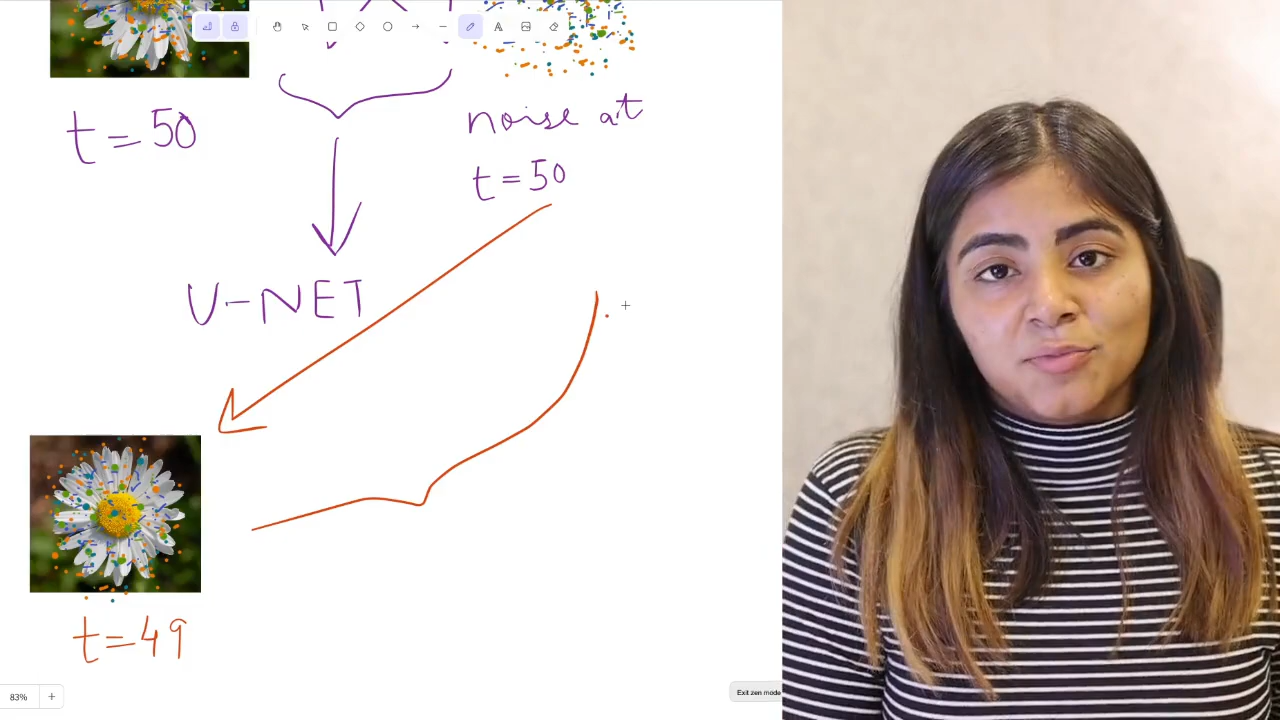 t = 50
noise at
t = 50
U-NET
t = 49
83%
Exit zen mode